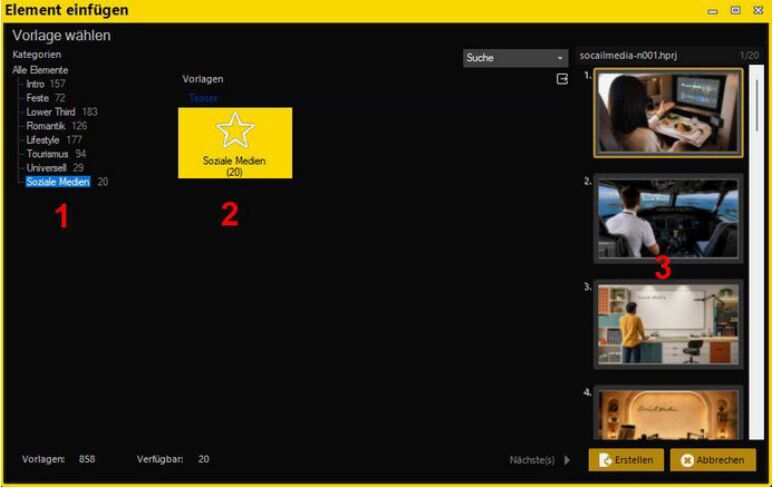 Element einfügen
Vorlage wählen
Kategorien
Alle Elemente
Intro 157
Feste 72
Lower Third 183
Romantik 126
Lifestyle 177
Tourismus 94
Universell 29
Soziale Medien 20
1
Suche
Vorlagen
Teaser
Soziale Medien
(20)
2
socailmedia-n001.hprj 1/20
1.
2.
3
3.
4.
Vorlagen: 858 Verfügbar: 20 Nächste(s) Erstellen Abbrechen